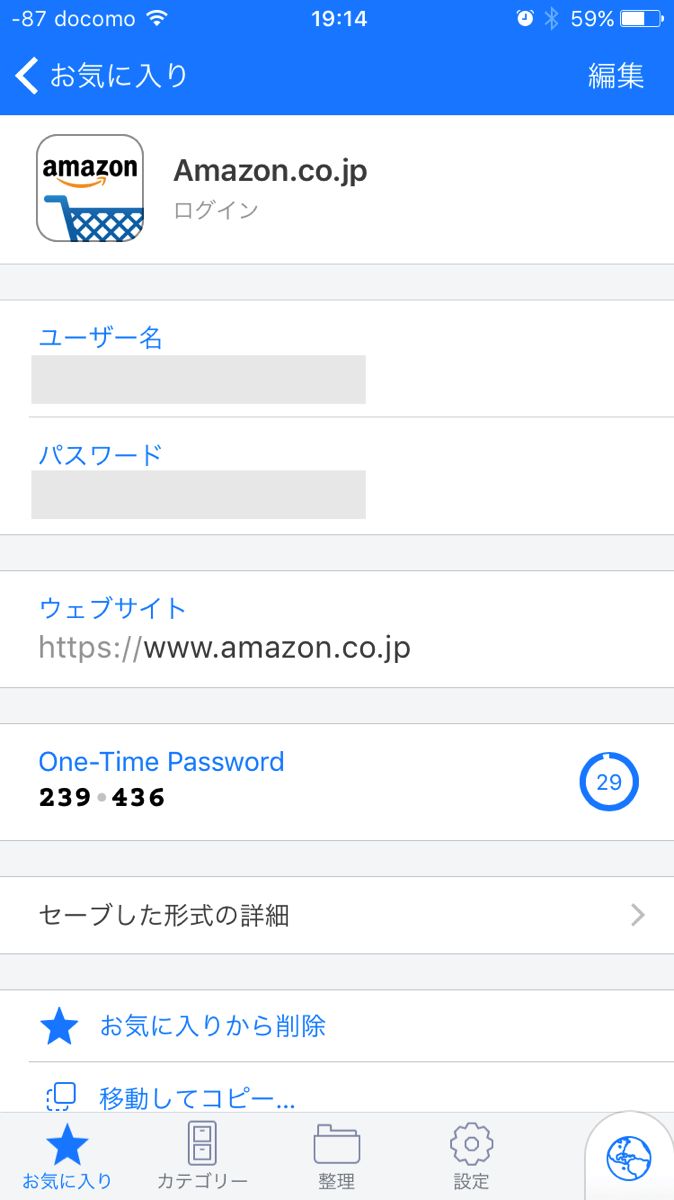 -87 docomo 19:14 59%
お気に入り 編集
amazon
Amazon.co.jp
ログイン
ユーザー名
パスワード
ウェブサイト
https://www.amazon.co.jp
One-Time Password
239•436 29
セーブした形式の詳細
お気に入りから削除
移動してコピー...
お気に入り カテゴリー 整理 設定